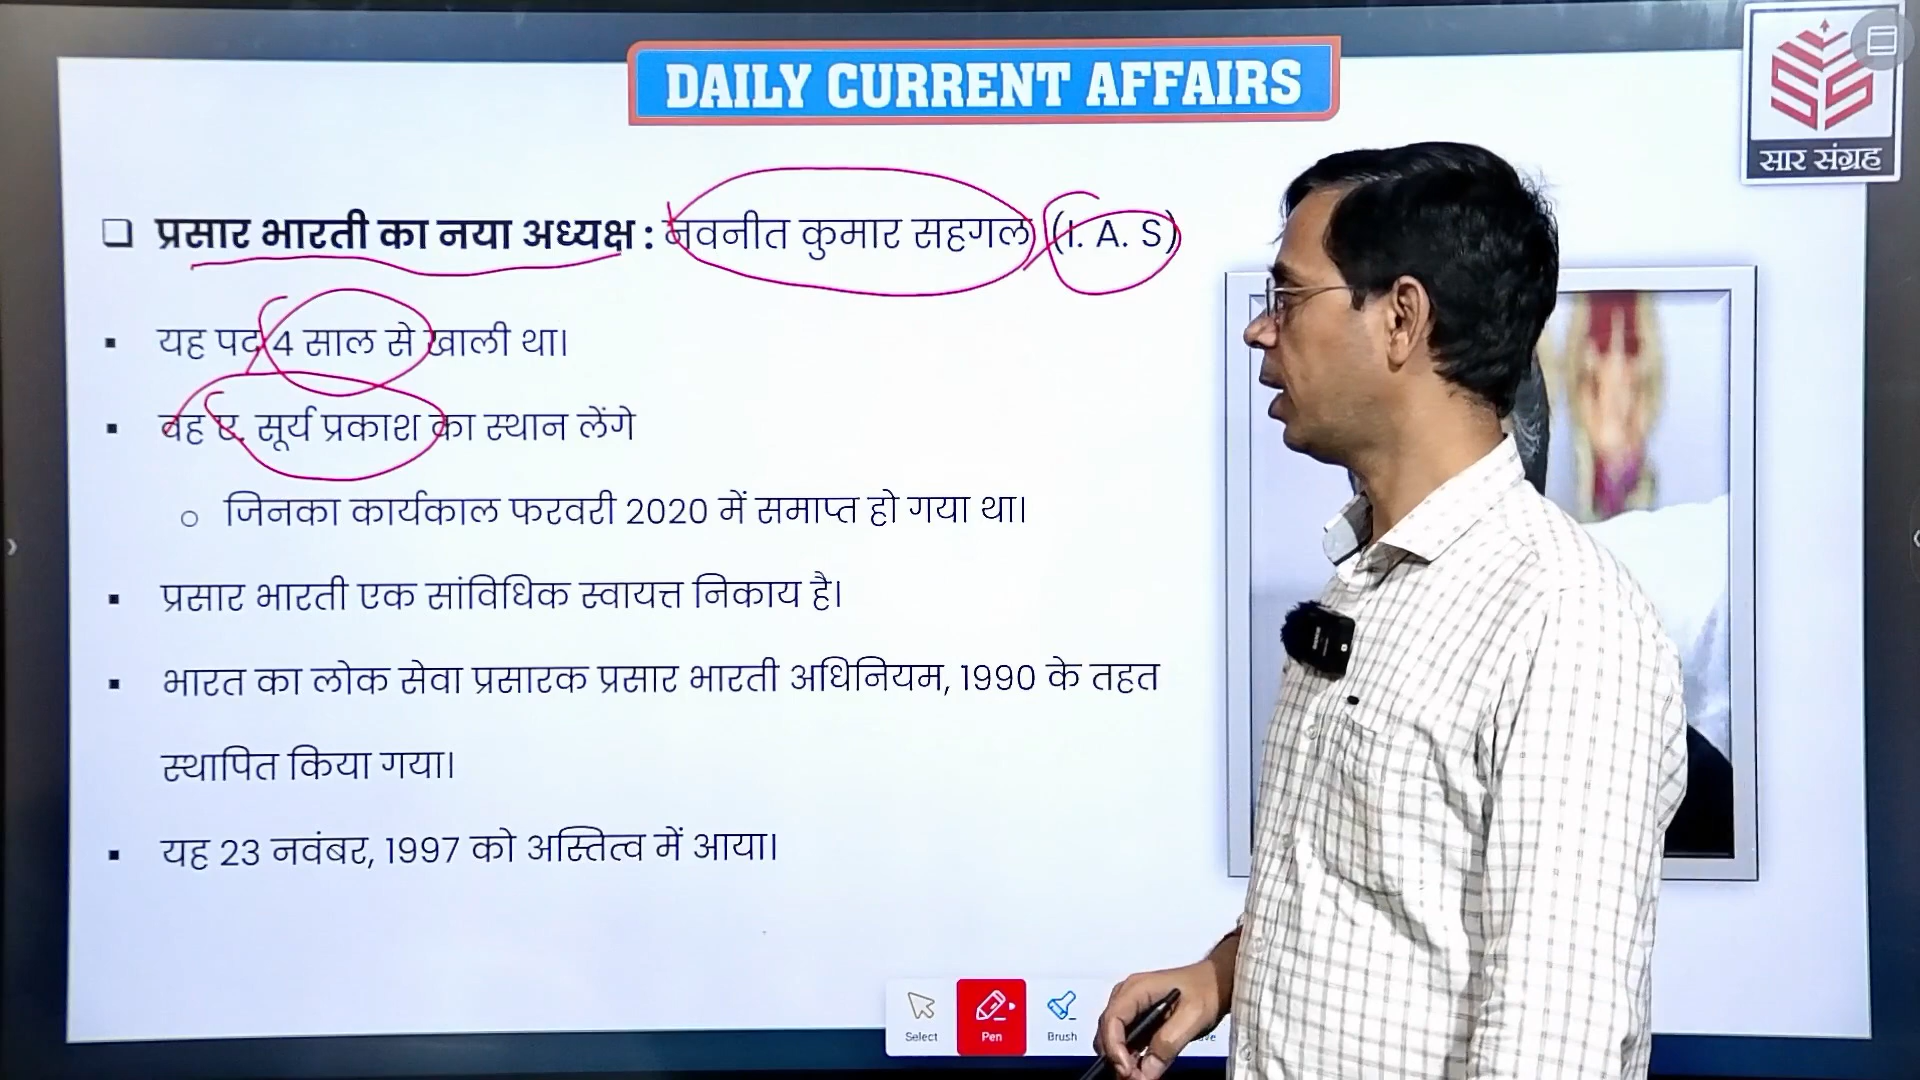 DAILY CURRENT AFFAIRS
सार संग्रह
प्रसार भारती का नया अध्यक्ष : नवनीत कुमार सहगल (I. A. S)
यह पद 4 साल से खाली था।
वह ए. सूर्य प्रकाश का स्थान लेंगे
जिनका कार्यकाल फरवरी 2020 में समाप्त हो गया था।
प्रसार भारती एक सांविधिक स्वायत्त निकाय है।
भारत का लोक सेवा प्रसारक प्रसार भारती अधिनियम, 1990 के तहत
स्थापित किया गया।
यह 23 नवंबर, 1997 को अस्तित्व में आया।
Select Pen Brush